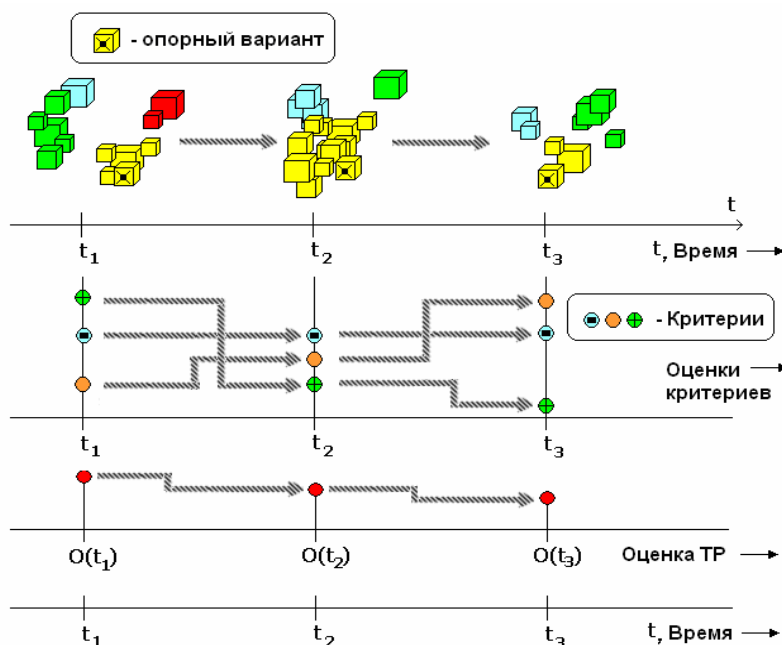 - опорный вариант
t
t1 t2 t3 t, Время
- Критерии
Оценки
критериев
t1 t2 t3
O(t1) O(t2) O(t3) Оценка ТР
t1 t2 t3 t, Время